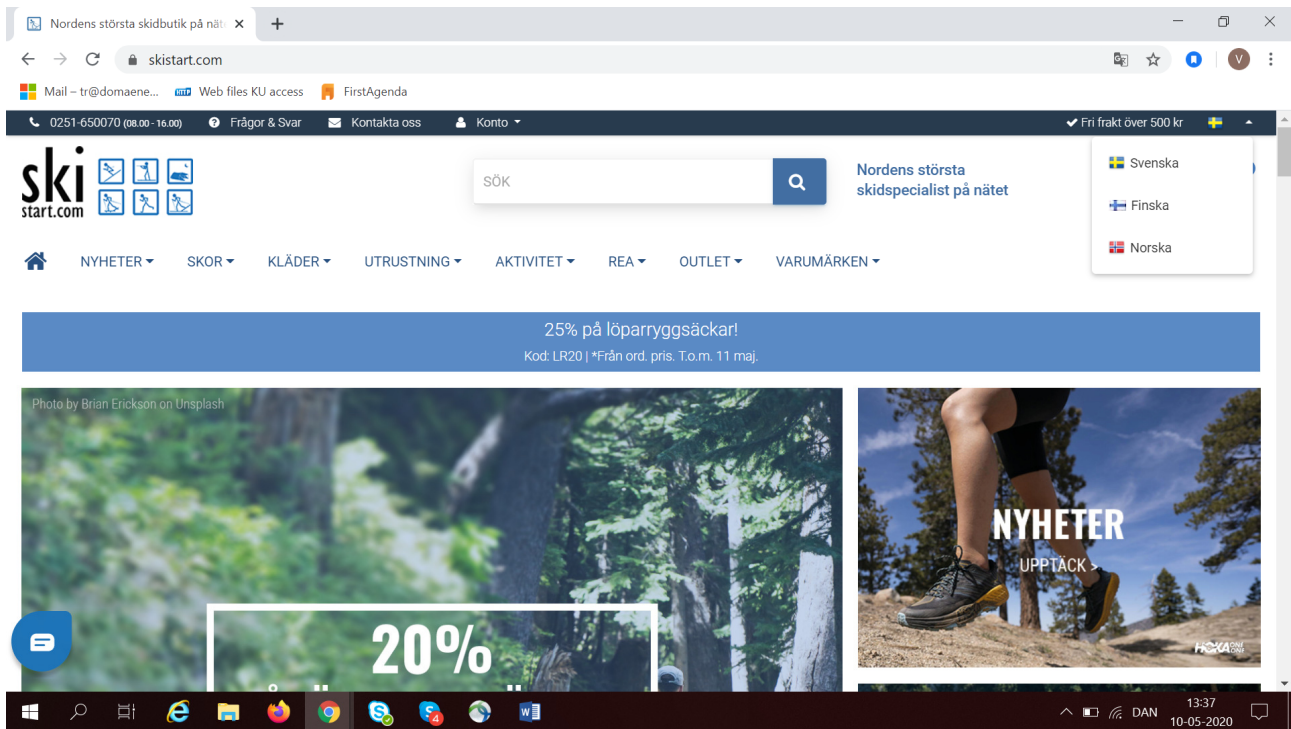 Nordens största skidbutik på nät
skistart.com
V
Mail – tr@domaene...
Web files KU access
FirstAgenda
0251-650070 (08.00 - 16.00)
Frågor & Svar
Kontakta oss
Konto
Fri frakt över 500 kr
ski
start.com
SÖK
Nordens största
skidspecialist på nätet
Svenska
Finska
Norska
NYHETER
SKOR
KLÄDER
UTRUSTNING
AKTIVITET
REA
OUTLET
VARUMÄRKEN
25% på löparryggsäckar!
Kod: LR20 | *Från ord. pris. T.o.m. 11 maj.
Photo by Brian Erickson on Unsplash
20%
NYHETER
UPPTÄCK >
HOKA ONE ONE
4
DAN
13:37
10-05-2020